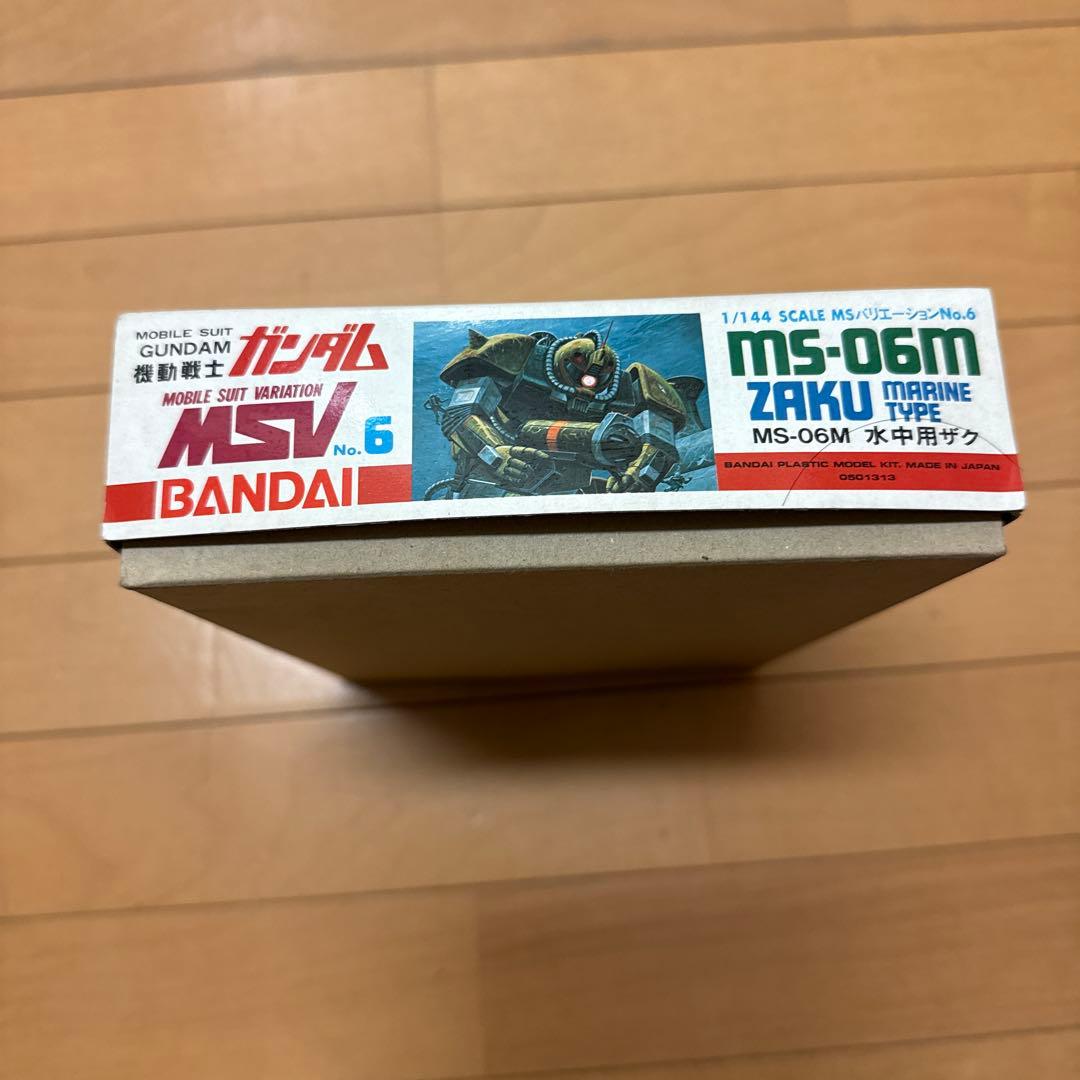 MOBILE SUIT
GUNDAM
機動戦士
ガンダム
MOBILE SUIT VARIATION
MSV No.6
BANDAI
1/144 SCALE MSバリエーションNo.6
MS-06M
ZAKU MARINE TYPE
MS-06M 水中用ザク
BANDAI PLASTIC MODEL KIT. MADE IN JAPAN
0501313